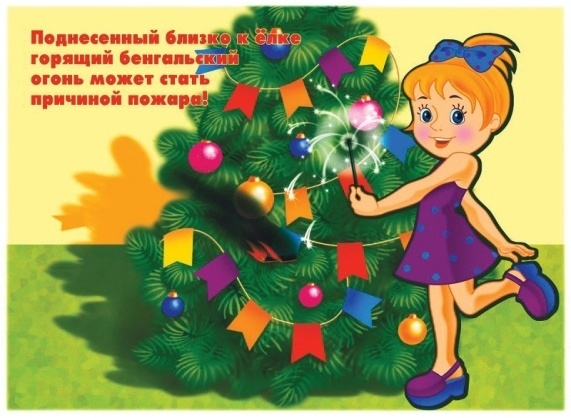 Поднесенный близко к ёлке
горящий бенгальский
огонь может стать
причиной пожара!